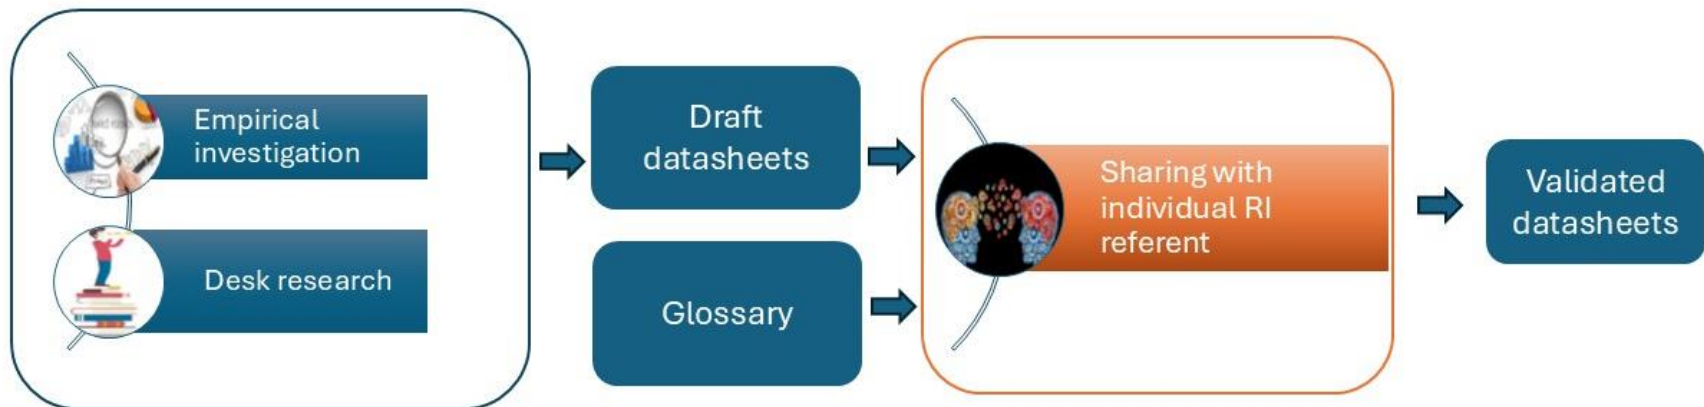 Empirical
investigation
Desk research
Draft
datasheets
Glossary
Sharing with
individual RI
referent
Validated
datasheets